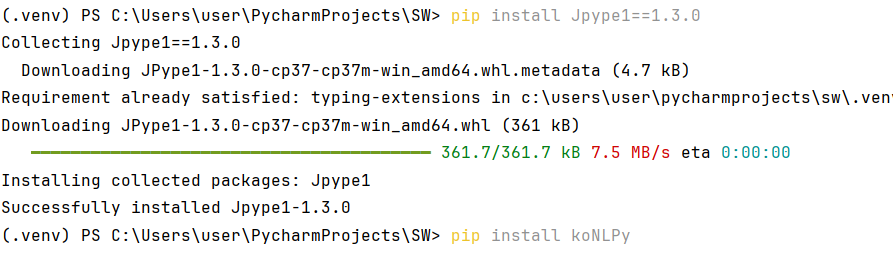 (.venv) PS C:\Users\user\PycharmProjects\SW> pip install Jpype1==1.3.0
Collecting Jpype1==1.3.0
  Downloading JPype1-1.3.0-cp37-cp37m-win_amd64.whl.metadata (4.7 kB)
Requirement already satisfied: typing-extensions in c:\users\user\pycharmprojects\sw\.ven
Downloading JPype1-1.3.0-cp37-cp37m-win_amd64.whl (361 kB)
361.7/361.7 kB 7.5 MB/s eta 0:00:00
Installing collected packages: Jpype1
Successfully installed Jpype1-1.3.0
(.venv) PS C:\Users\user\PycharmProjects\SW> pip install koNLPy